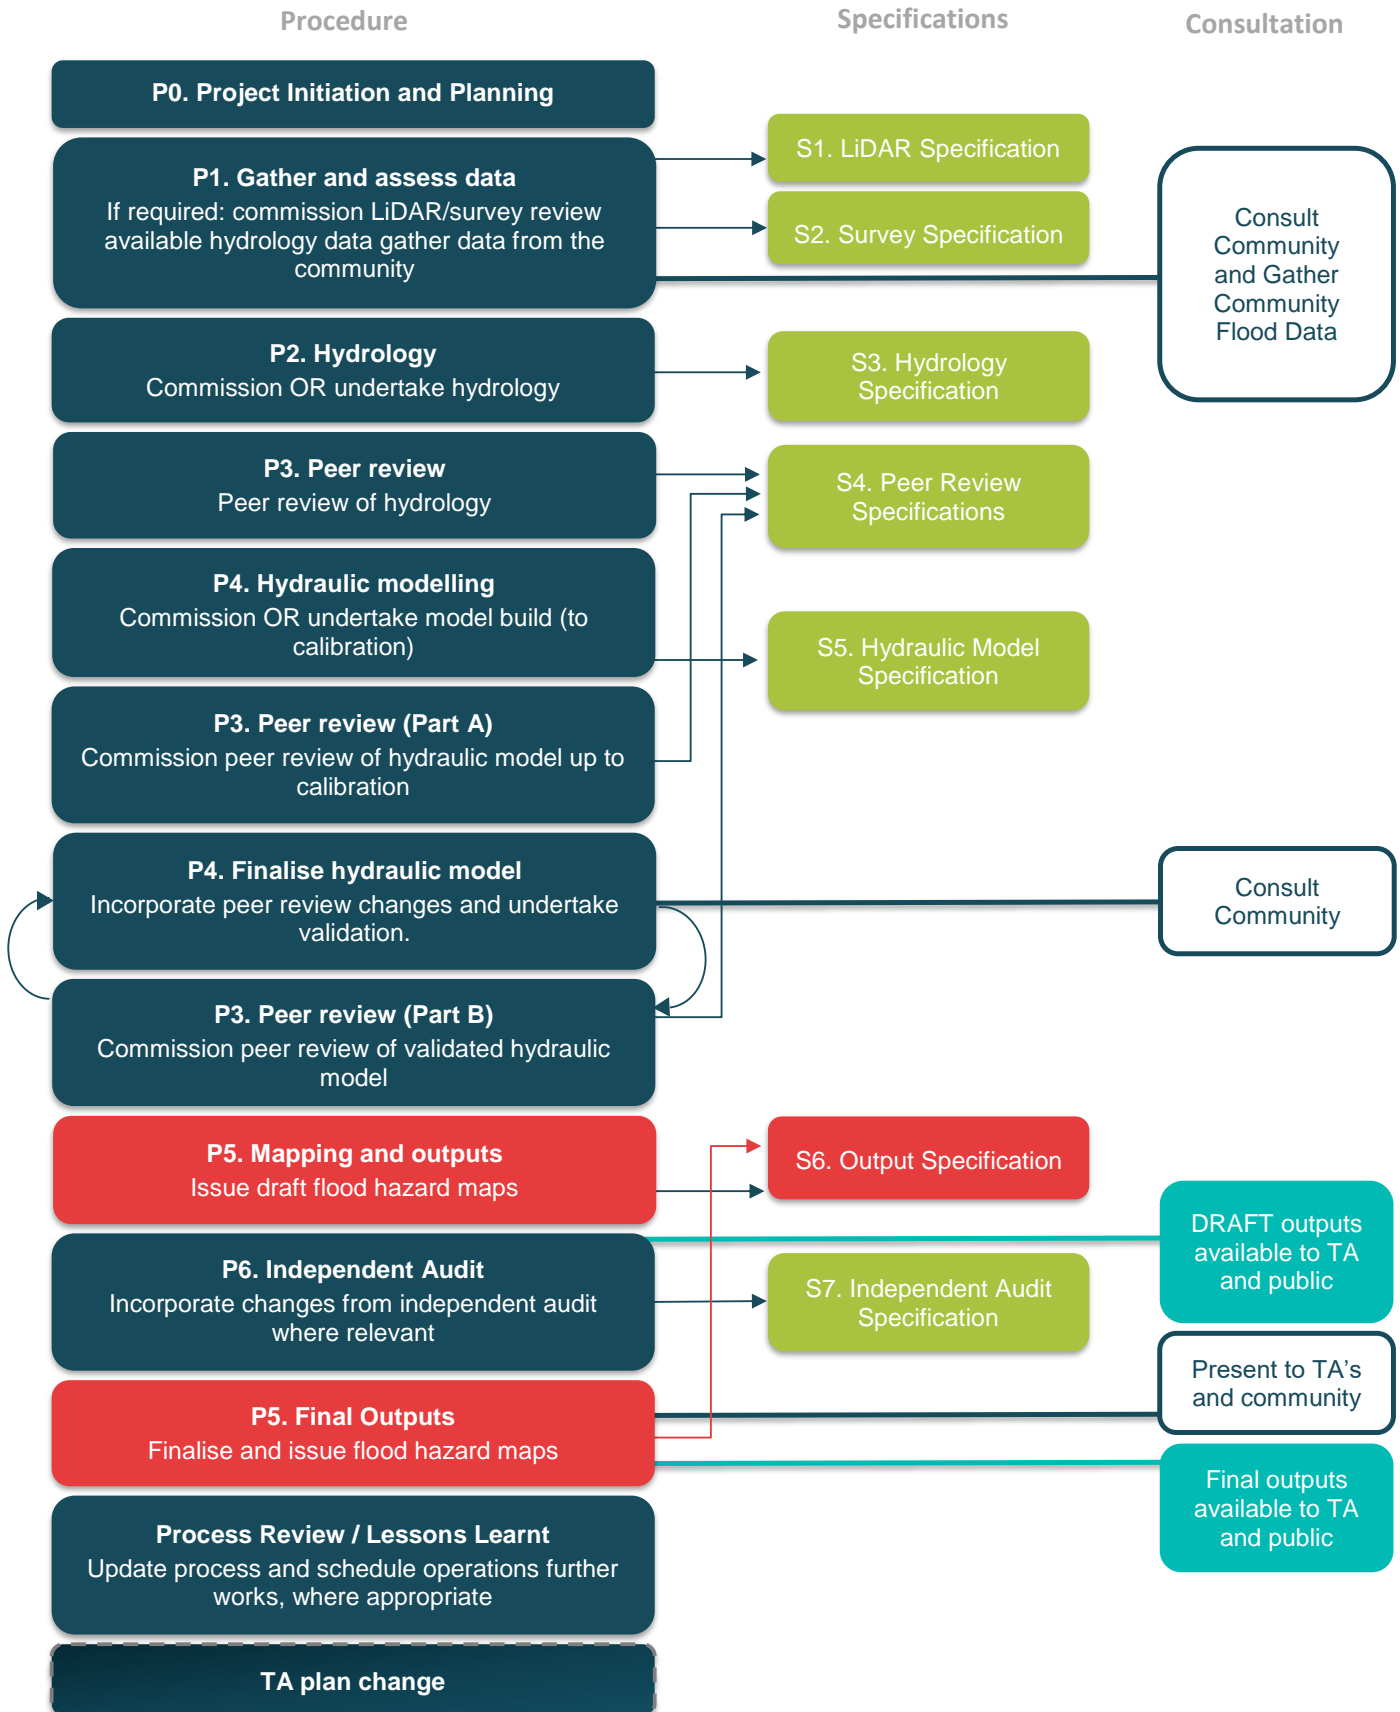 Procedure
Specifications
Consultation
P0. Project Initiation and Planning
P1. Gather and assess data
If required: commission LiDAR/survey review
available hydrology data gather data from the
community
S1. LiDAR Specification
S2. Survey Specification
Consult
Community
and Gather
Community
Flood Data
P2. Hydrology
Commission OR undertake hydrology
S3. Hydrology
Specification
P3. Peer review
Peer review of hydrology
S4. Peer Review
Specifications
P4. Hydraulic modelling
Commission OR undertake model build (to
calibration)
S5. Hydraulic Model
Specification
P3. Peer review (Part A)
Commission peer review of hydraulic model up to
calibration
P4. Finalise hydraulic model
Incorporate peer review changes and undertake
validation.
Consult
Community
P3. Peer review (Part B)
Commission peer review of validated hydraulic
model
P5. Mapping and outputs
Issue draft flood hazard maps
S6. Output Specification
DRAFT outputs
available to TA
and public
P6. Independent Audit
Incorporate changes from independent audit
where relevant
S7. Independent Audit
Specification
Present to TA’s
and community
P5. Final Outputs
Finalise and issue flood hazard maps
Final outputs
available to TA
and public
Process Review / Lessons Learnt
Update process and schedule operations further
works, where appropriate
TA plan change